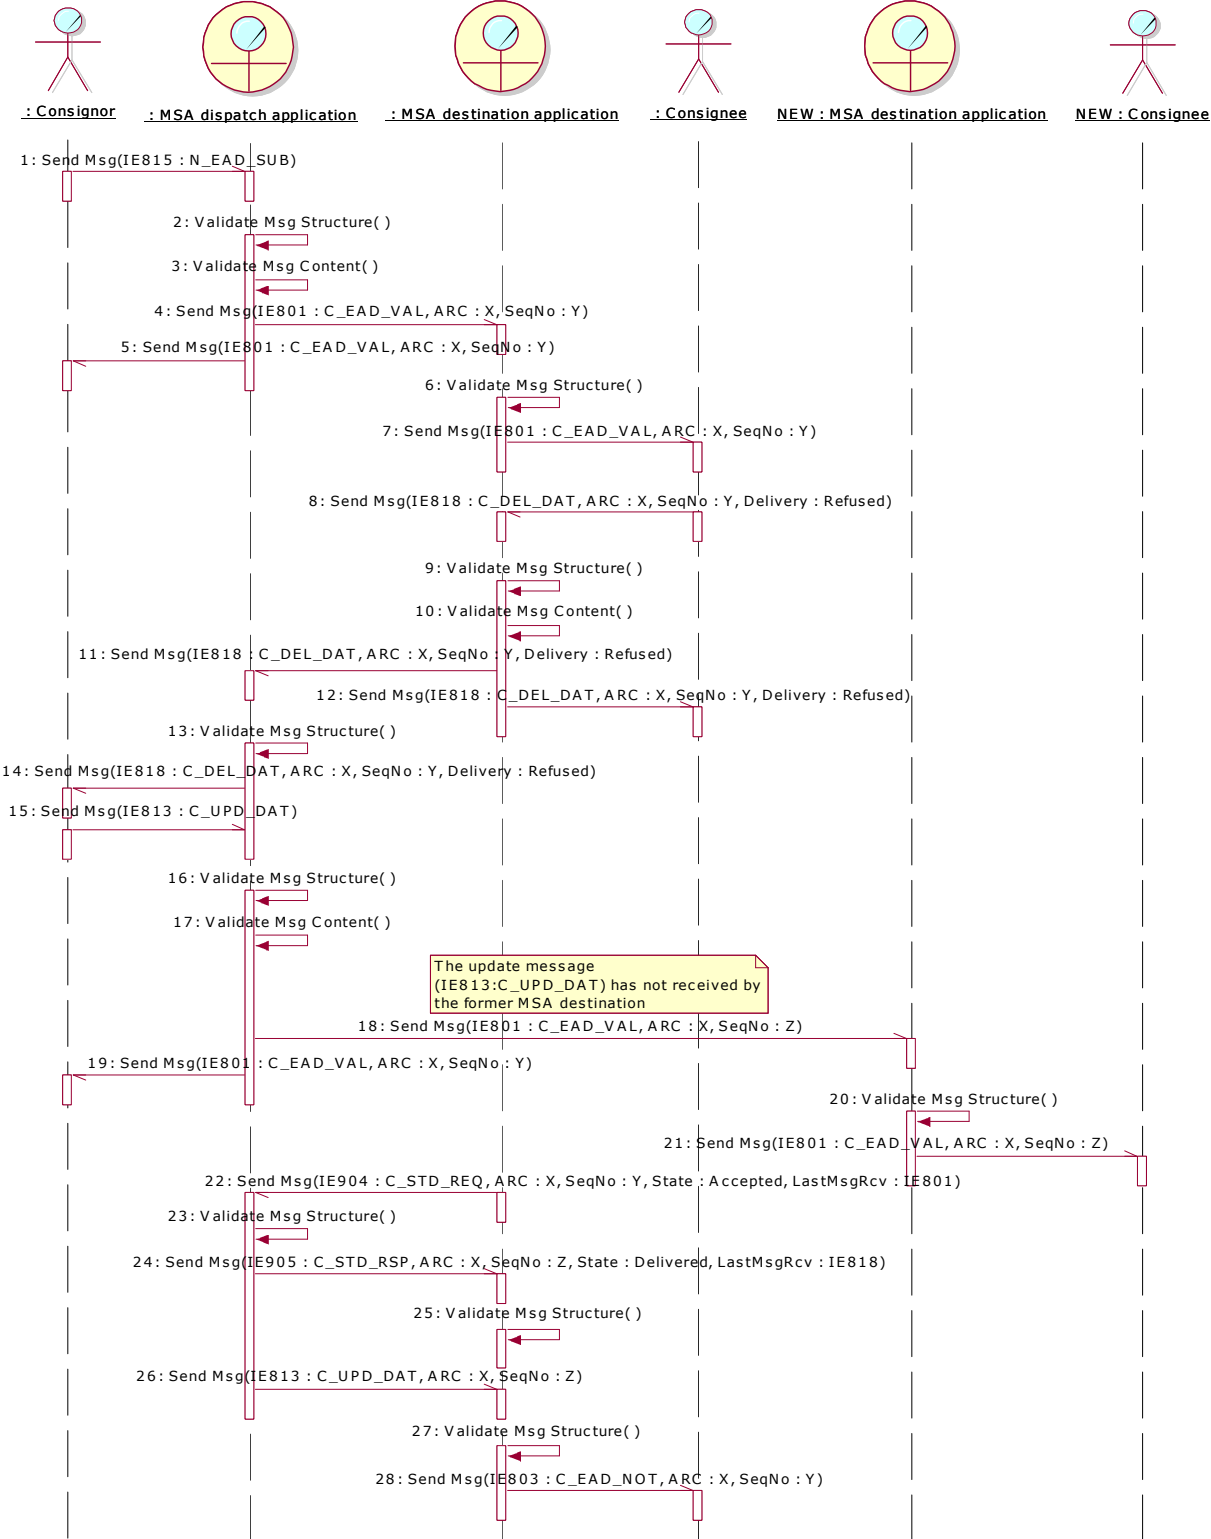 : Consignor
: MSA dispatch application
: MSA destination application
: Consignee
NEW : MSA destination application
NEW : Consignee
1: Send Msg(IE815 : N_EAD_SUB)
2: Validate Msg Structure( )
3: Validate Msg Content( )
4: Send Msg(IE801 : C_EAD_VAL, ARC : X, SeqNo : Y)
5: Send Msg(IE801 : C_EAD_VAL, ARC : X, SeqNo : Y)
6: Validate Msg Structure( )
7: Send Msg(IE801 : C_EAD_VAL, ARC : X, SeqNo : Y)
8: Send Msg(IE818 : C_DEL_DAT, ARC : X, SeqNo : Y, Delivery : Refused)
9: Validate Msg Structure( )
10: Validate Msg Content( )
11: Send Msg(IE818 : C_DEL_DAT, ARC : X, SeqNo : Y, Delivery : Refused)
12: Send Msg(IE818 : C_DEL_DAT, ARC : X, SeqNo : Y, Delivery : Refused)
13: Validate Msg Structure( )
14: Send Msg(IE818 : C_DEL_DAT, ARC : X, SeqNo : Y, Delivery : Refused)
15: Send Msg(IE813 : C_UPD_DAT)
16: Validate Msg Structure( )
17: Validate Msg Content( )
The update message
(IE813:C_UPD_DAT) has not received by
the former MSA destination
18: Send Msg(IE801 : C_EAD_VAL, ARC : X, SeqNo : Z)
19: Send Msg(IE801 : C_EAD_VAL, ARC : X, SeqNo : Y)
20: Validate Msg Structure( )
21: Send Msg(IE801 : C_EAD_VAL, ARC : X, SeqNo : Z)
22: Send Msg(IE904 : C_STD_REQ, ARC : X, SeqNo : Y, State : Accepted, LastMsgRcv : IE801)
23: Validate Msg Structure( )
24: Send Msg(IE905 : C_STD_RSP, ARC : X, SeqNo : Z, State : Delivered, LastMsgRcv : IE818)
25: Validate Msg Structure( )
26: Send Msg(IE813 : C_UPD_DAT, ARC : X, SeqNo : Z)
27: Validate Msg Structure( )
28: Send Msg(IE803 : C_EAD_NOT, ARC : X, SeqNo : Y)